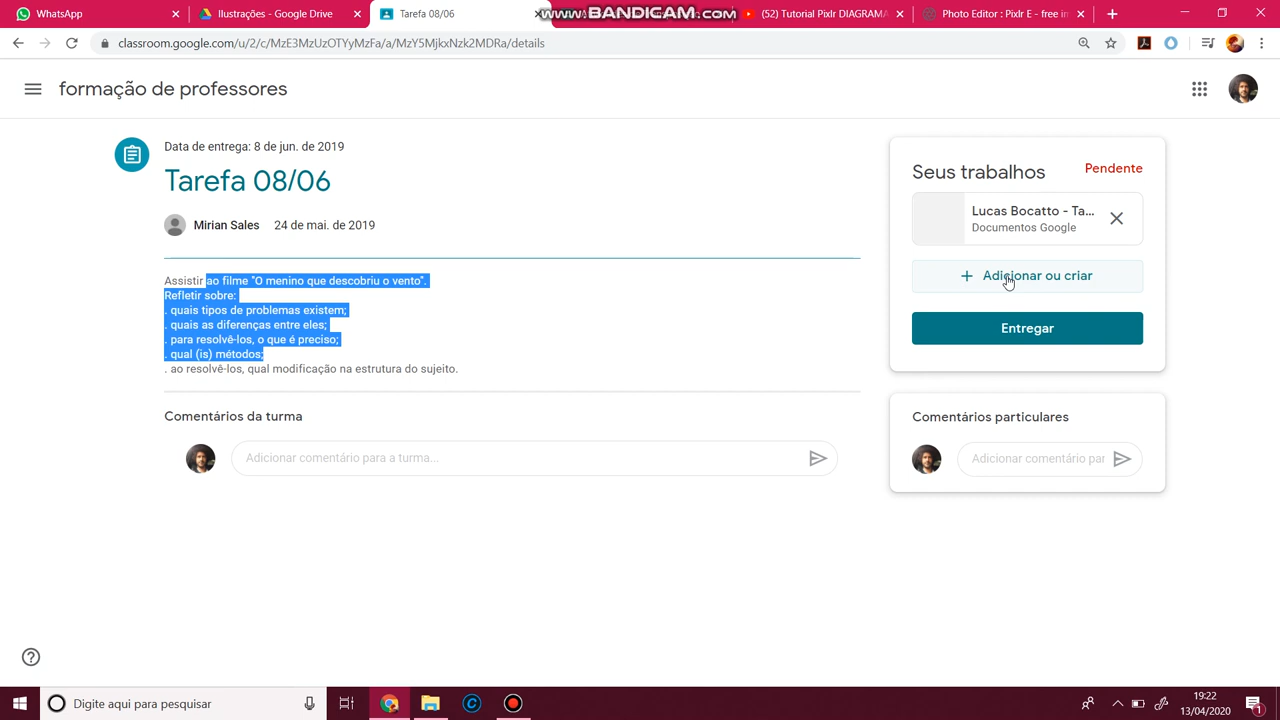 WhatsApp
Ilustrações - Google Drive
Tarefa 08/06
www.BANDICAM.com
(52) Tutorial Pixlr DIAGRAMA
Photo Editor : Pixlr E - free im
classroom.google.com/u/2/c/MzE3MzUzOTYyMzFa/a/MzY5MjkxNzk2MDRa/details
formação de professores
Data de entrega: 8 de jun. de 2019
Tarefa 08/06
Mirian Sales 24 de mai. de 2019
Assistir ao filme "O menino que descobriu o vento".
Refletir sobre:
. quais tipos de problemas existem;
. quais as diferenças entre eles;
. para resolvê-los, o que é preciso;
. qual (is) métodos;
. ao resolvê-los, qual modificação na estrutura do sujeito.
Comentários da turma
Adicionar comentário para a turma...
Seus trabalhos
Pendente
Lucas Bocatto - Ta...
Documentos Google
+ Adicionar ou criar
Entregar
Comentários particulares
Adicionar comentário par
Digite aqui para pesquisar
19:22
13/04/2020
1